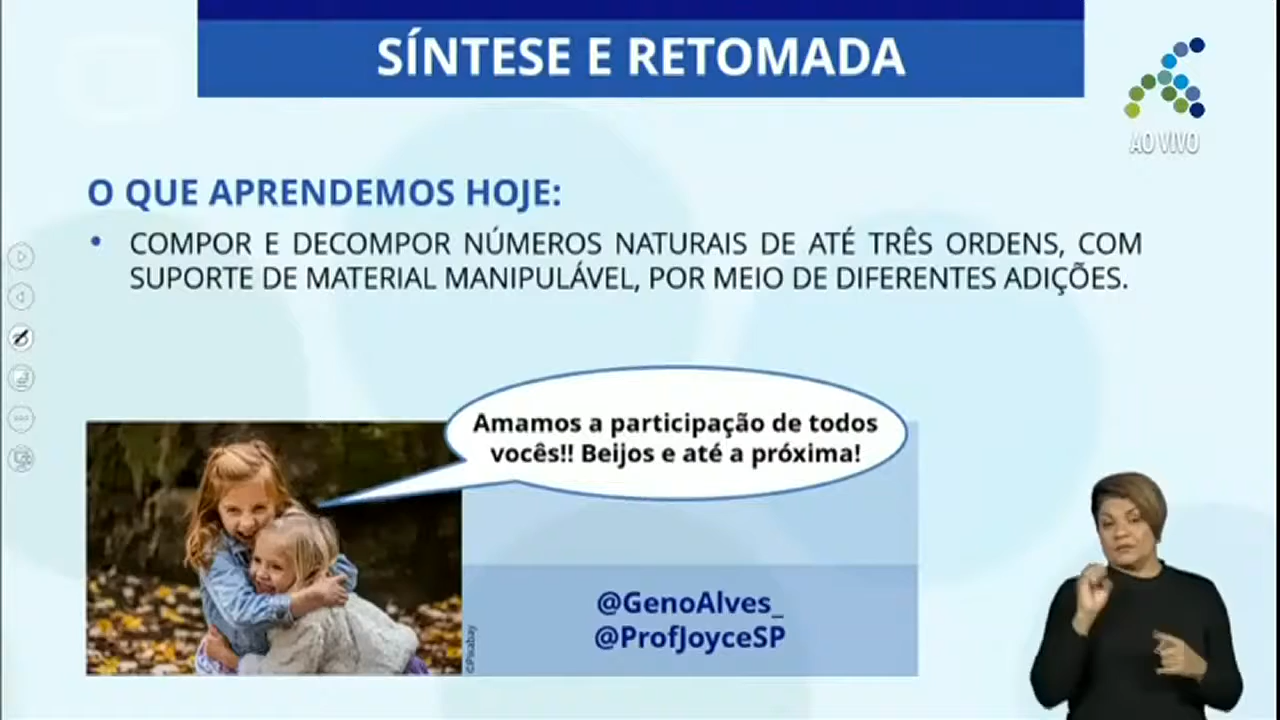 SÍNTESE E RETOMADA
AO VIVO
O QUE APRENDEMOS HOJE:
• COMPOR E DECOMPOR NÚMEROS NATURAIS DE ATÉ TRÊS ORDENS, COM
SUPORTE DE MATERIAL MANIPULÁVEL, POR MEIO DE DIFERENTES ADIÇÕES.
Amamos a participação de todos
vocês!! Beijos e até a próxima!
@GenoAlves_
@ProfJoyceSP
©Pixabay